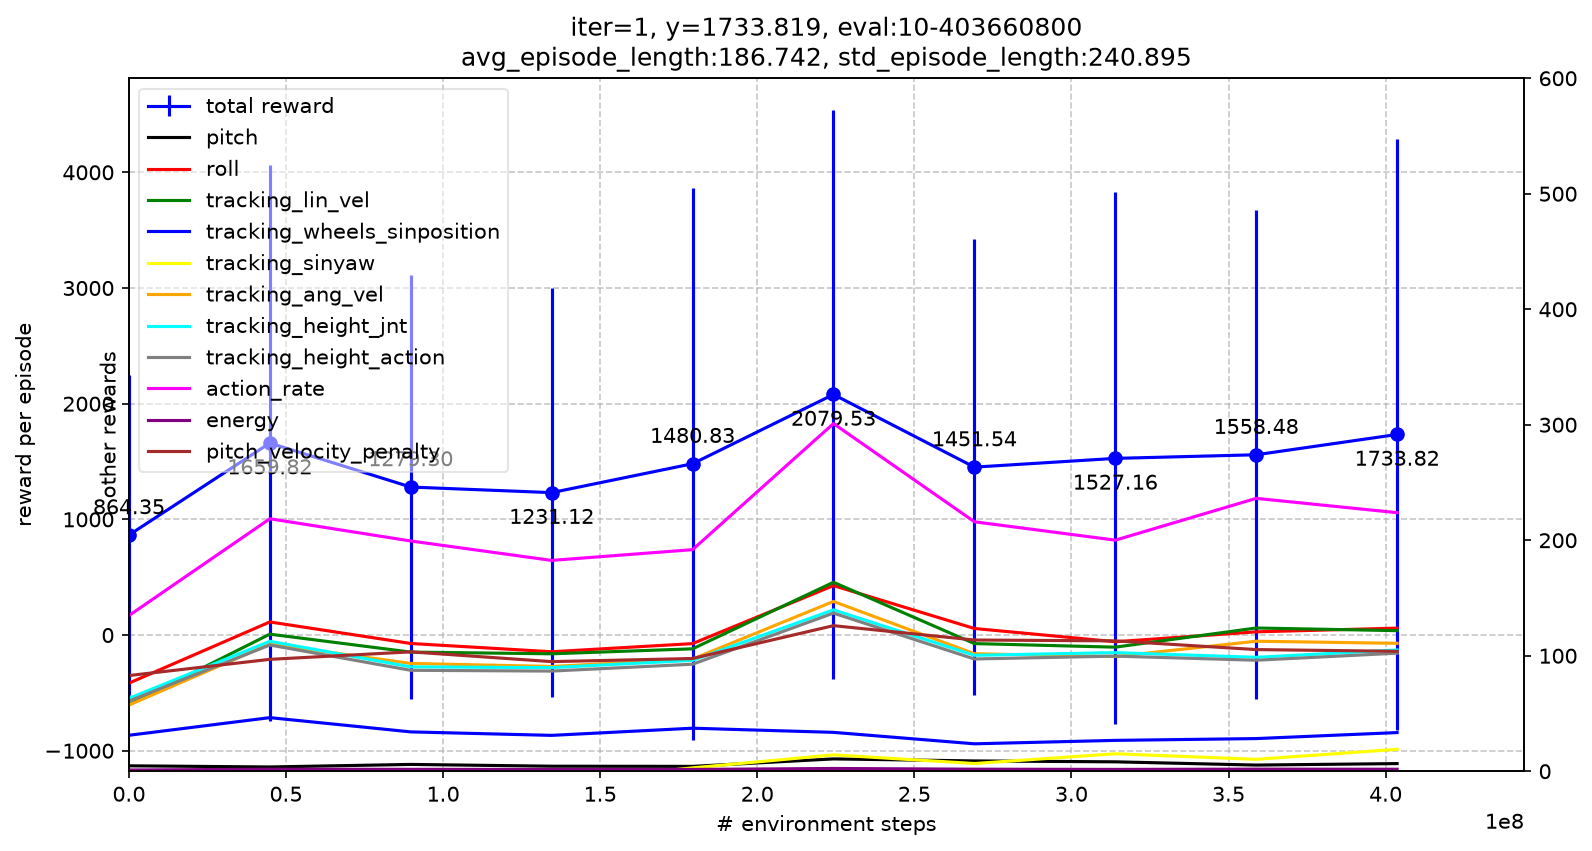 iter=1, y=1733.819, eval:10-403660800
avg_episode_length:186.742, std_episode_length:240.895
total reward
pitch
roll
tracking_lin_vel
tracking_wheels_sinposition
tracking_sinyaw
tracking_ang_vel
tracking_height_jnt
tracking_height_action
action_rate
energy
pitch_velocity_penalty
reward per episode
other rewards
4000
3000
2000
1000
0
−1000
864.35
1659.82
1279.30
1231.12
1480.83
2079.53
1451.54
1527.16
1558.48
1733.82
600
500
400
300
200
100
0
0.0 0.5 1.0 1.5 2.0 2.5 3.0 3.5 4.0
# environment steps
1e8